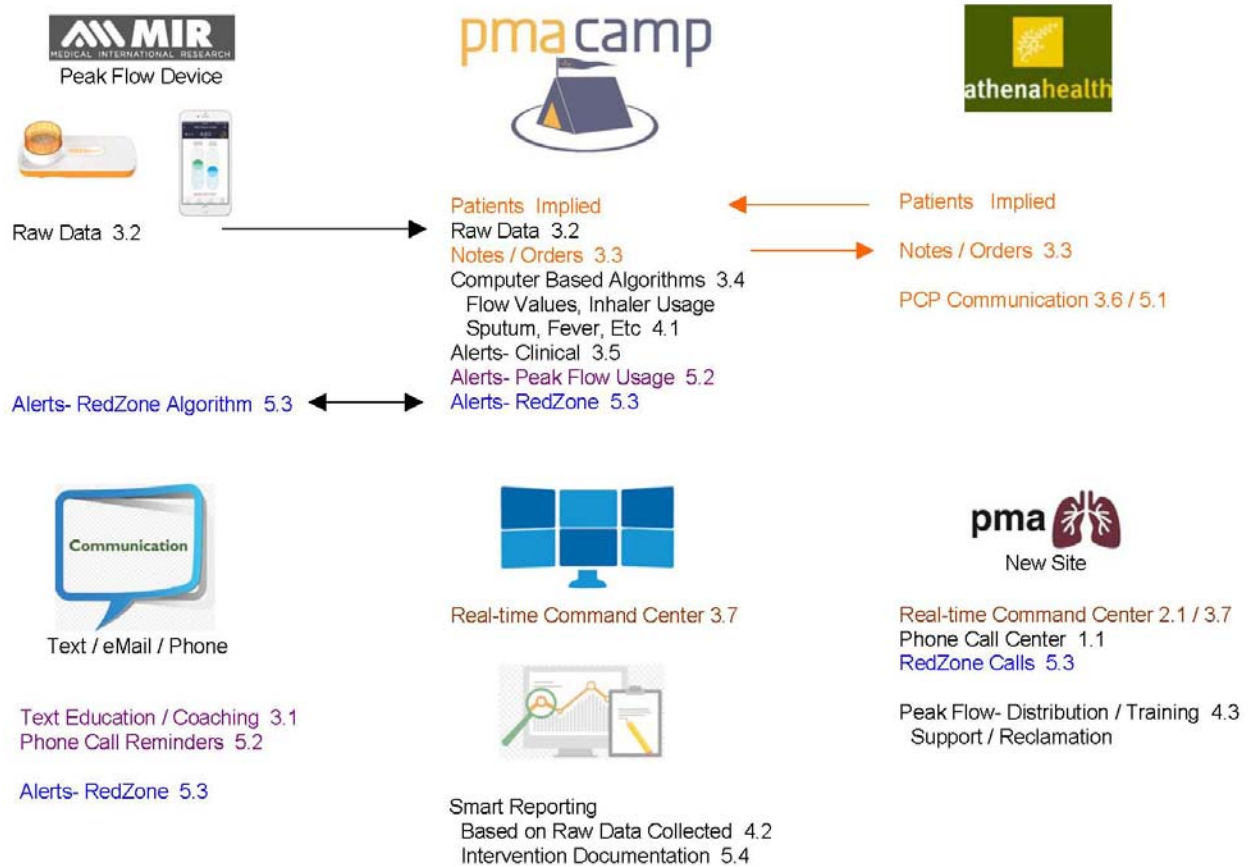 MIR
MEDICAL INTERNATIONAL RESEARCH
Peak Flow Device
Raw Data 3.2
Alerts- RedZone Algorithm 5.3
pmacamp
Patients Implied
Raw Data 3.2
Notes / Orders 3.3
Computer Based Algorithms 3.4
Flow Values, Inhaler Usage
Sputum, Fever, Etc 4.1
Alerts- Clinical 3.5
Alerts- Peak Flow Usage 5.2
Alerts- RedZone 5.3
athenahealth
Patients Implied
Notes / Orders 3.3
PCP Communication 3.6 / 5.1
Communication
Text / eMail / Phone
Text Education / Coaching 3.1
Phone Call Reminders 5.2
Alerts- RedZone 5.3
Real-time Command Center 3.7
Smart Reporting
Based on Raw Data Collected 4.2
Intervention Documentation 5.4
pma
New Site
Real-time Command Center 2.1 / 3.7
Phone Call Center 1.1
RedZone Calls 5.3
Peak Flow- Distribution / Training 4.3
Support / Reclamation